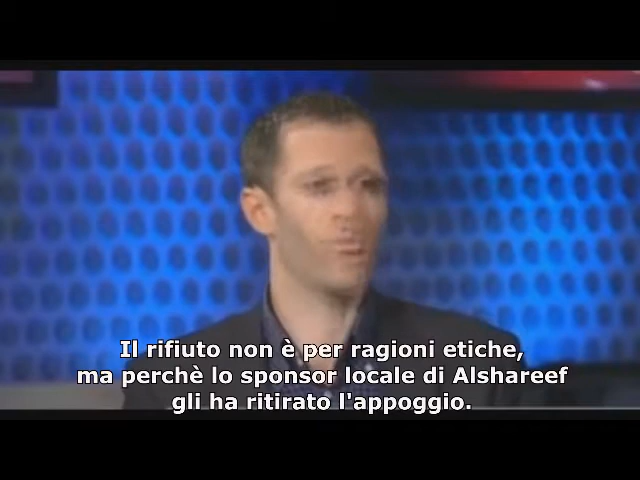 Il rifiuto non è per ragioni etiche,
ma perchè lo sponsor locale di Alshareef
gli ha ritirato l'appoggio.